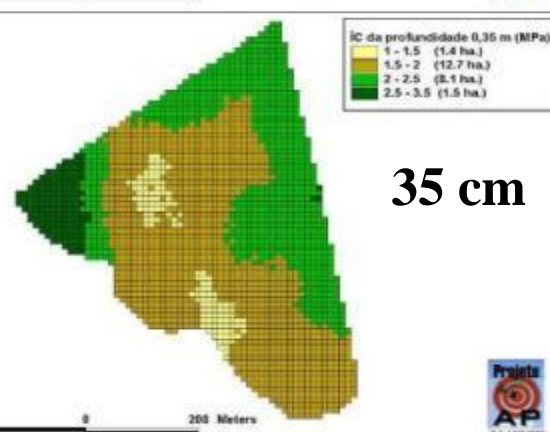 IC da profundidade 0,35 m (MPa)
1 - 1.5 (1.4 ha.)
1.5 - 2 (12.7 ha.)
2 - 2.5 (8.1 ha.)
2.5 - 3.5 (1.5 ha.)
35 cm
0 200 Meters
Projeto
AP